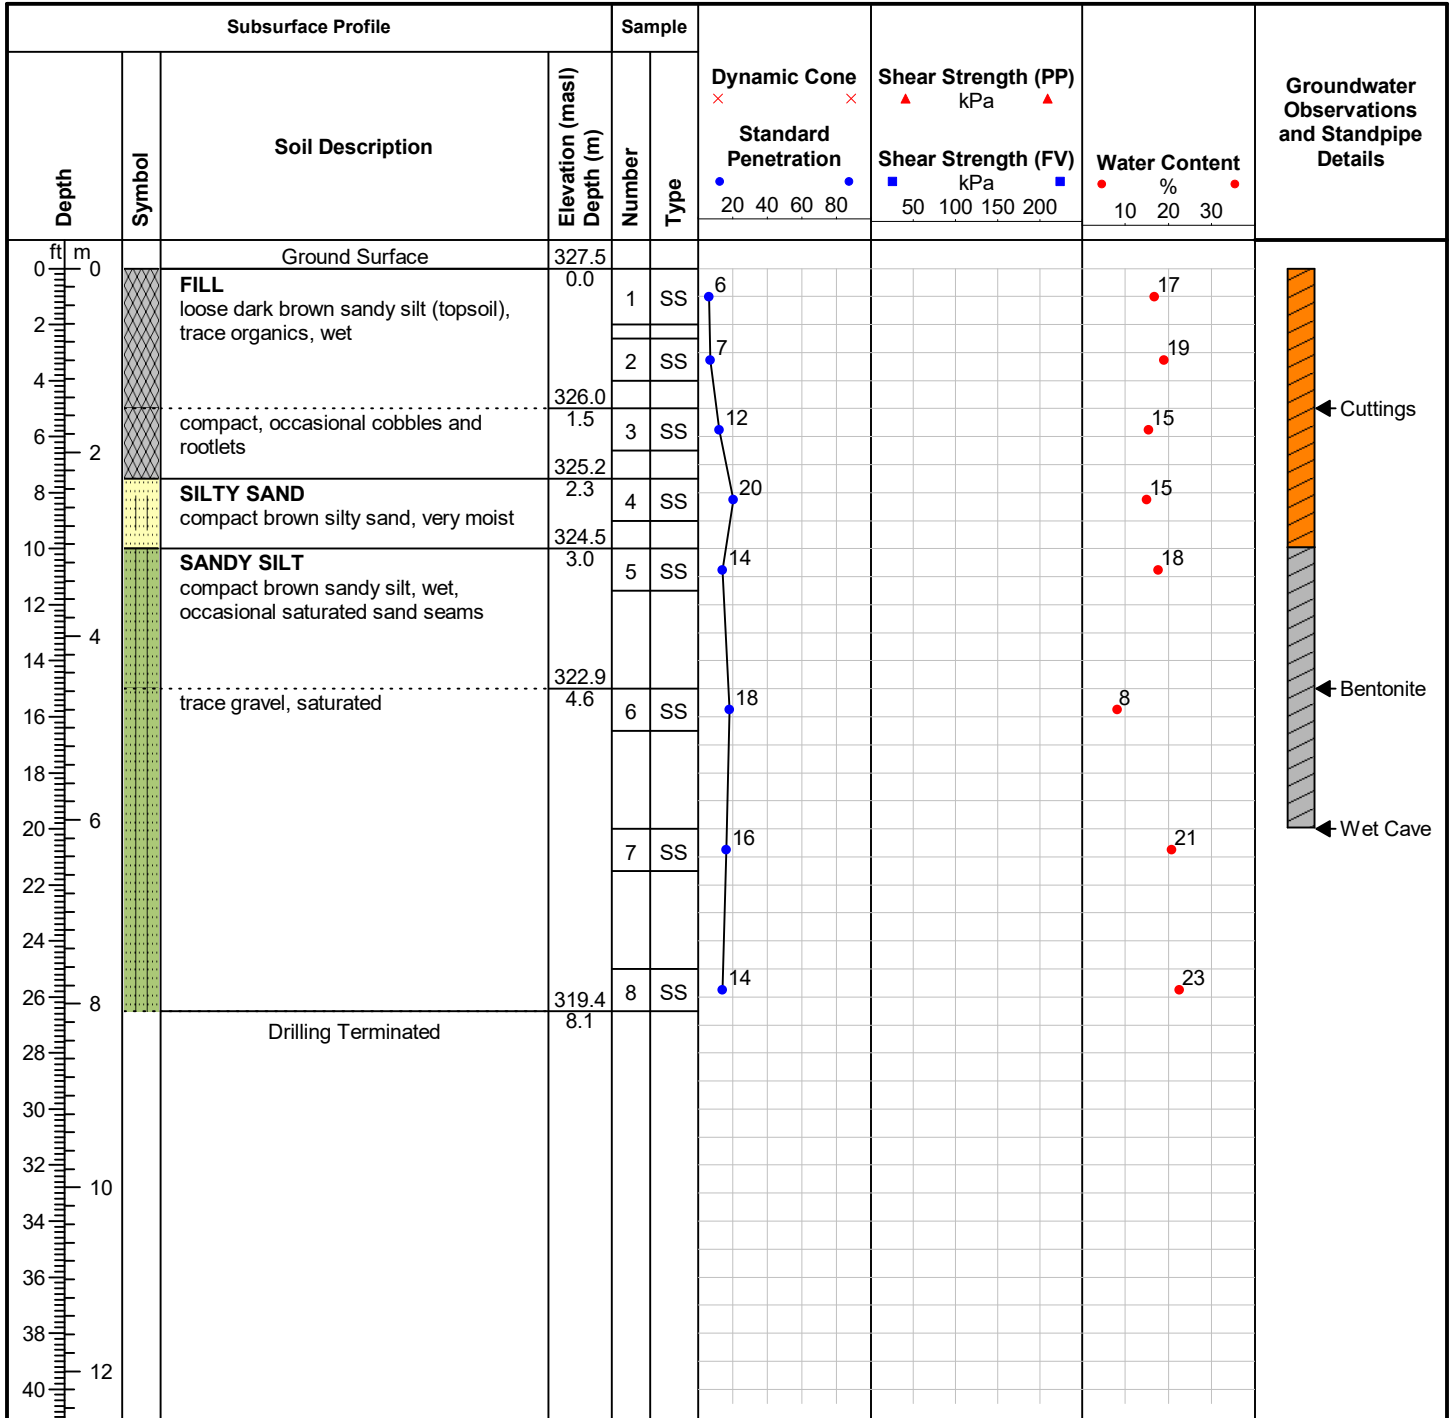 Subsurface Profile
Sample
Depth
Symbol
Soil Description
Elevation (masl)
Depth (m)
Number
Type
Dynamic Cone
Standard
Penetration
20 40 60 80
Shear Strength (PP)
kPa
Shear Strength (FV)
kPa
50 100 150 200
Water Content
%
10 20 30
Groundwater
Observations
and Standpipe
Details
ft m
Ground Surface 327.5
0 0
0.0
FILL
loose dark brown sandy silt (topsoil),
trace organics, wet
1 SS 6 17
2
2 SS 7 19
4
326.0
1.5
compact, occasional cobbles and
rootlets
3 SS 12 15
Cuttings
6
2
325.2
2.3
SILTY SAND
compact brown silty sand, very moist
4 SS 20 15
8
324.5
10
3.0
SANDY SILT
compact brown sandy silt, wet,
occasional saturated sand seams
5 SS 14 18
12
4
14
322.9
4.6
trace gravel, saturated
6 SS 18 8
Bentonite
16
18
6
20
Wet Cave
7 SS 16 21
22
24
8 SS 14 23
26
8
319.4
8.1
Drilling Terminated
28
30
32
10
34
36
38
12
40